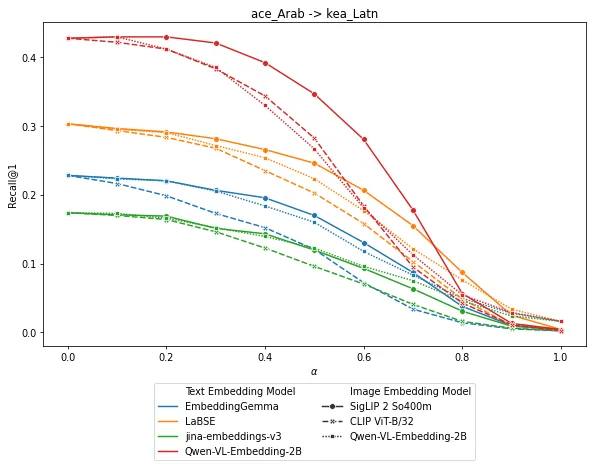 ace_Arab -> kea_Latn
Recall@1
0.4
0.3
0.2
0.1
0.0
0.0 0.2 0.4 0.6 0.8 1.0
α
Text Embedding Model Image Embedding Model
EmbeddingGemma SigLIP 2 So400m
LaBSE CLIP ViT-B/32
jina-embeddings-v3 Qwen-VL-Embedding-2B
Qwen-VL-Embedding-2B